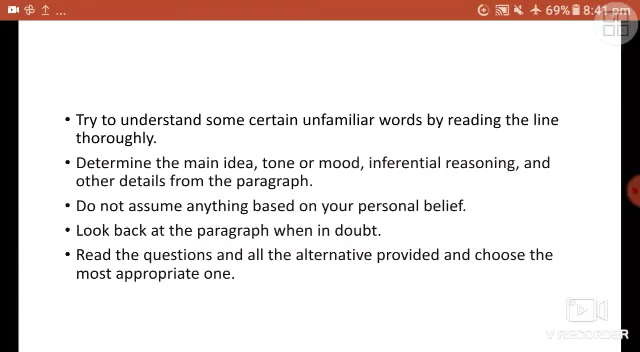 ... 69% 8:41 pm
• Try to understand some certain unfamiliar words by reading the line
thoroughly.
• Determine the main idea, tone or mood, inferential reasoning, and
other details from the paragraph.
• Do not assume anything based on your personal belief.
• Look back at the paragraph when in doubt.
• Read the questions and all the alternative provided and choose the
most appropriate one.
V RECORDER